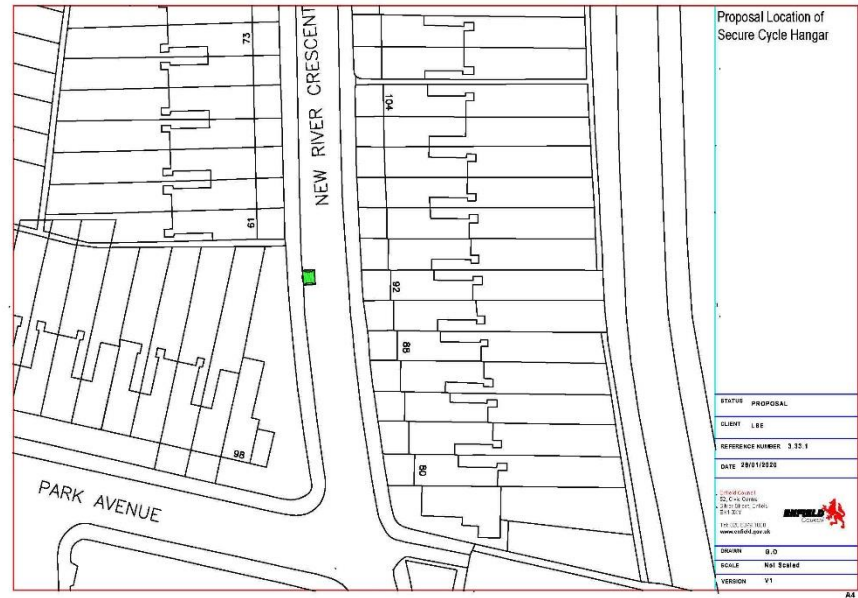 Proposal Location of
Secure Cycle Hangar
73
NEW RIVER CRESCENT
104
61
92
88
98
80
PARK AVENUE
STATUS PROPOSAL
CLIENT LBE
REFERENCE NUMBER 3.33.1
DATE 29/01/2020
Enfield Council
www.enfield.gov.uk
ENFIELD
Council
DRAWN
SCALE Not Scaled
VERSION V1
A4